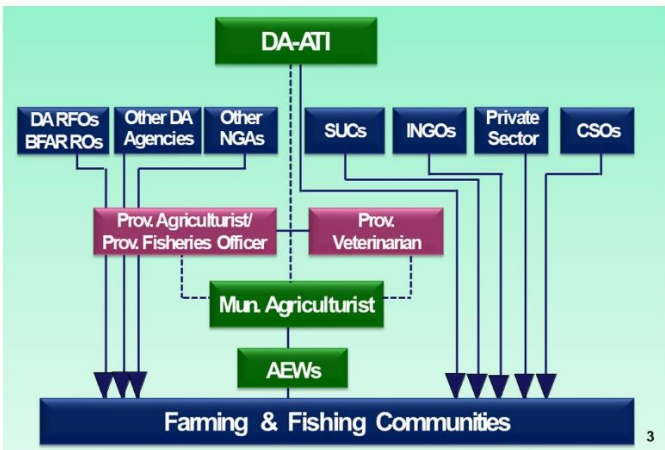 DA-ATI
DA RFOs
BFAR ROs
Other DA
Agencies
Other
NGAs
SUCs
INGOs
Private
Sector
CSOs
Prov. Agriculturist/
Prov. Fisheries Officer
Prov.
Veterinarian
Mun. Agriculturist
AEWs
Farming & Fishing Communities
3